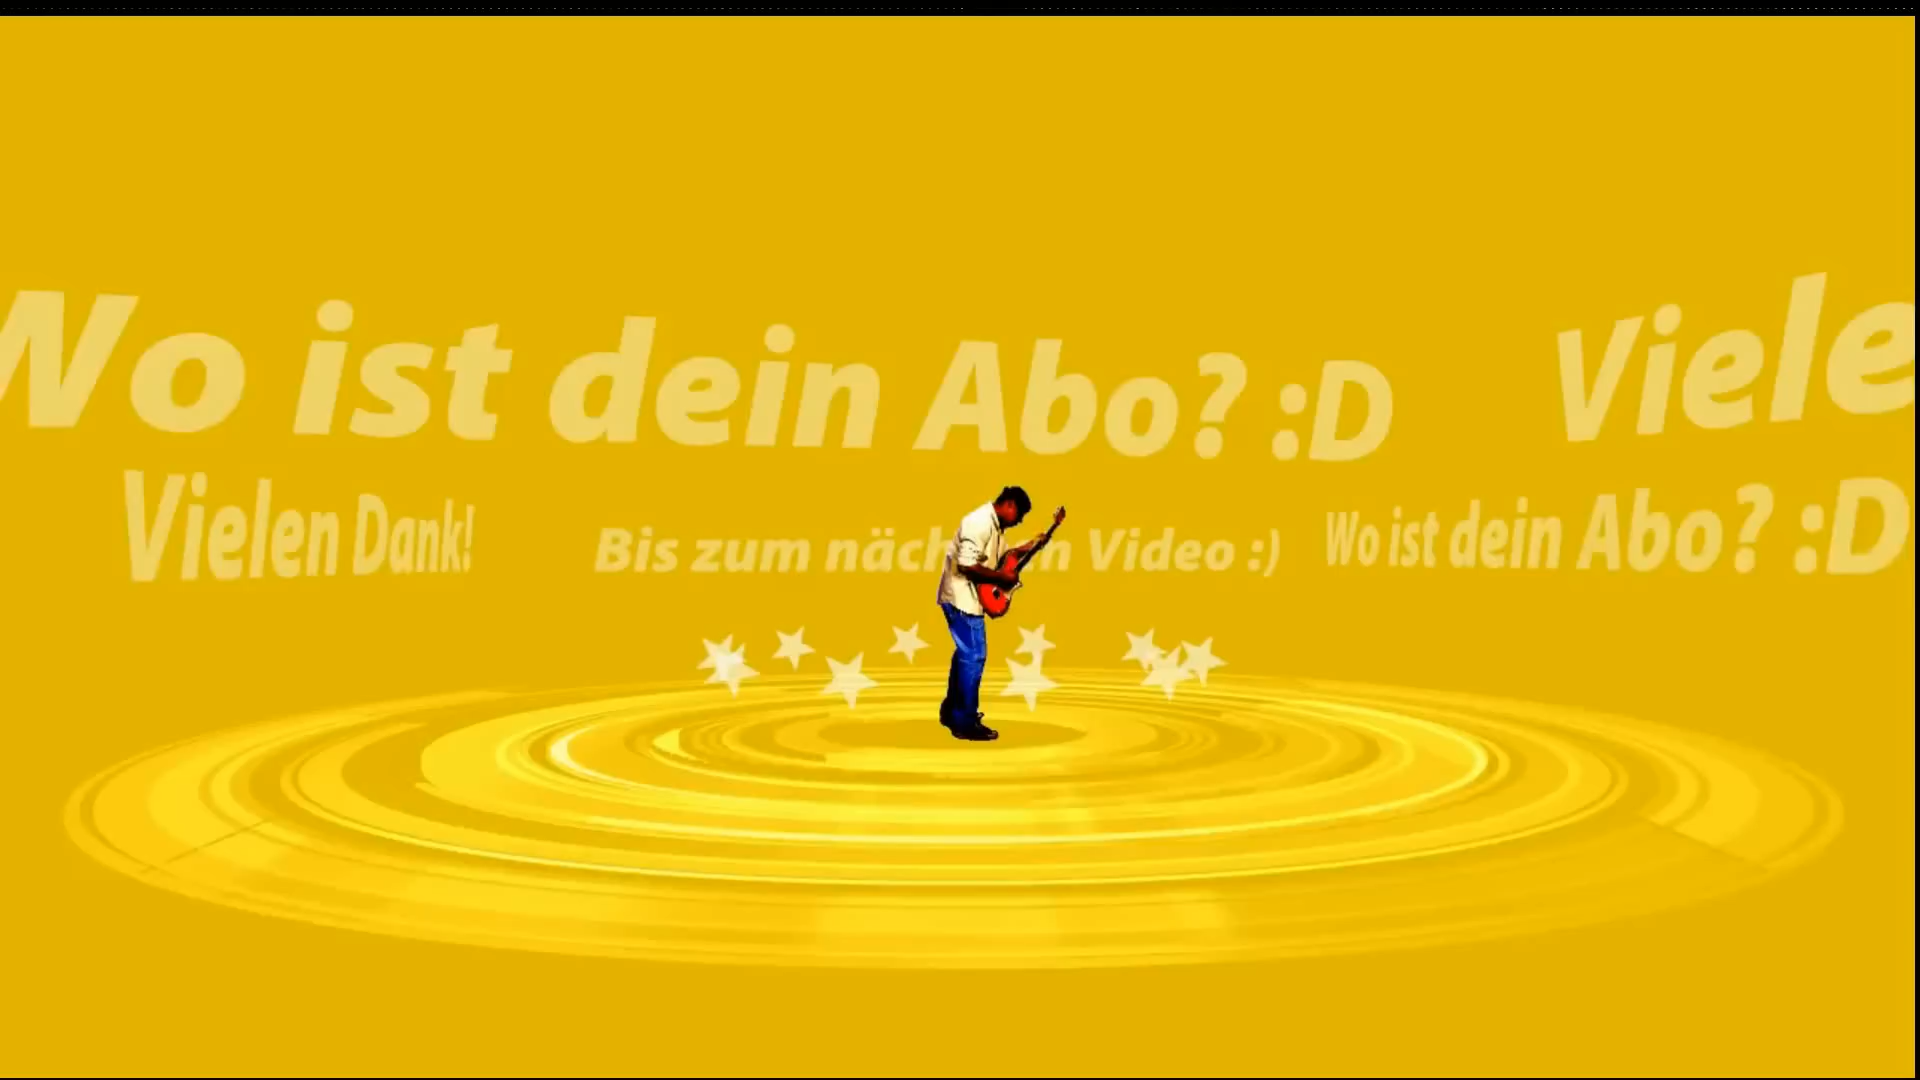 Wo ist dein Abo? :D
Viele
Vielen Dank!
Bis zum näch n Video :)
Wo ist dein Abo? :D